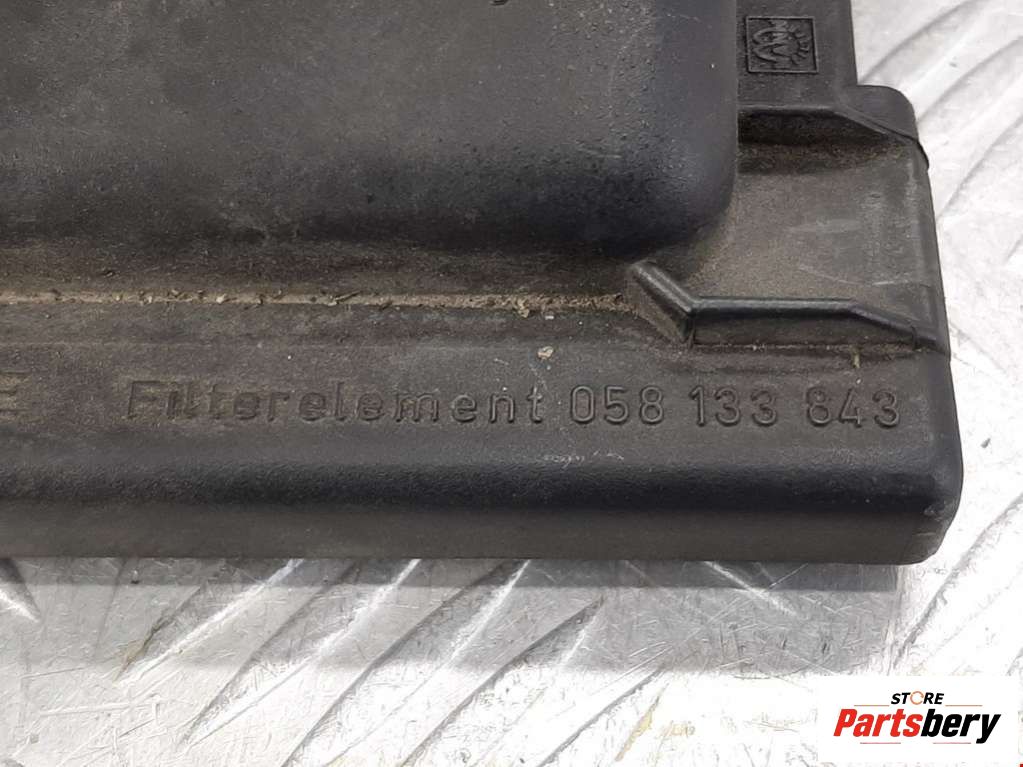 Filterelement 058 133 843
STORE
Partsbery